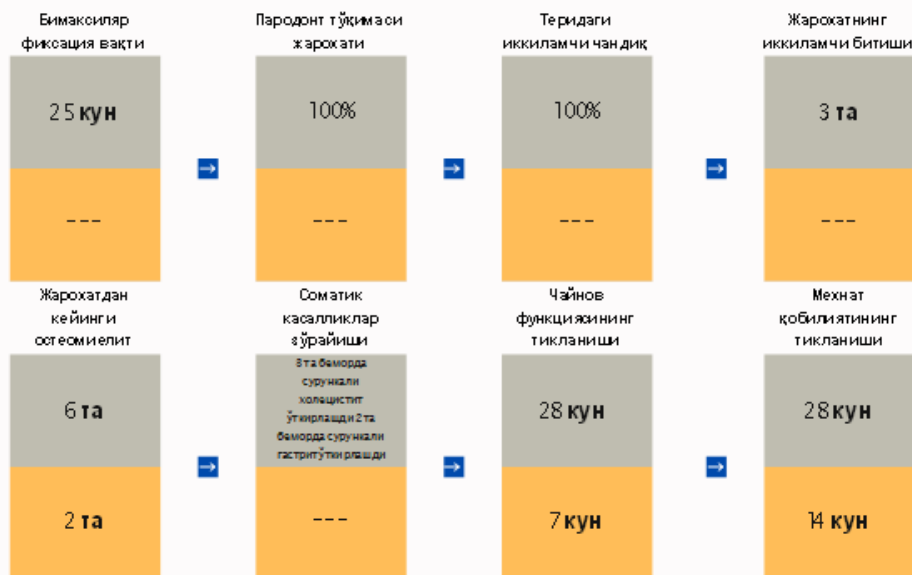 Бимаксиляр
фиксация вақти
25 кун
---
Пародонт тўқимаси
жарохати
100%
---
Теридаги
иккиламчи чандиқ
100%
---
Жарохатнинг
иккиламчи битиши
3 та
---
Жарохатдан
кейинги
остеомиелит
6 та
2 та
Соматик
касалликлар
зўрайиши
8 та беморда
сурункали
холецистит
ўткирлашди 2 та
беморда сурункали
гастрит ўткирлашди
---
Чайнов
функциясининг
тикланиши
28 кун
7 кун
Мехнат
қобилиятининг
тикланиши
28 кун
14 кун